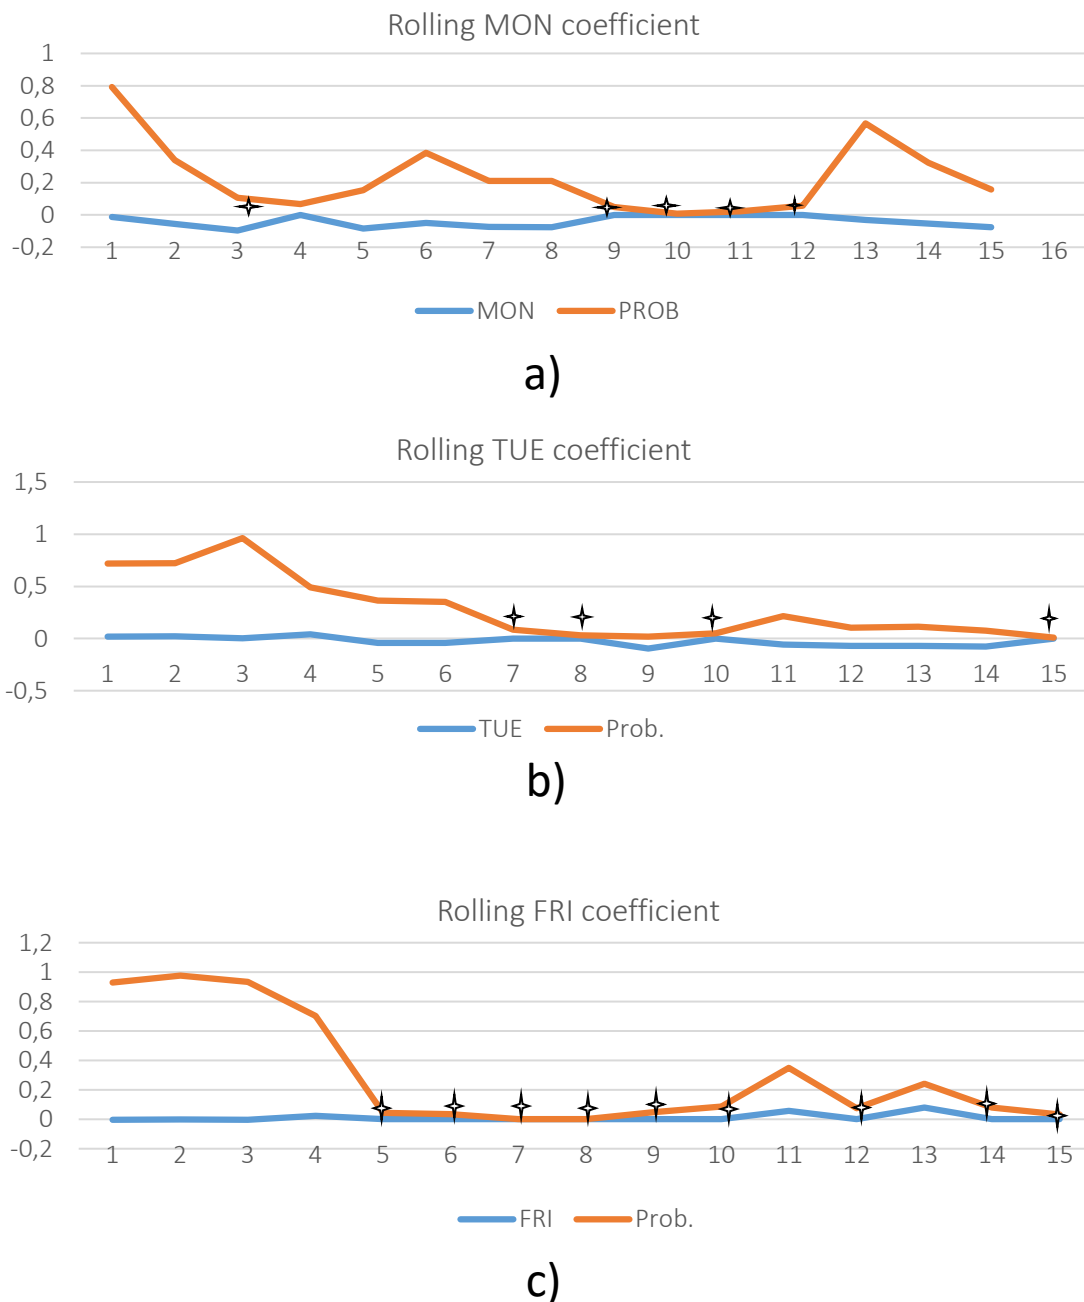 Rolling MON coefficient
1
0,8
0,6
0,4
0,2
0
-0,2
1 2 3 4 5 6 7 8 9 10 11 12 13 14 15 16
MON PROB
a)
Rolling TUE coefficient
1,5
1
0,5
0
-0,5
1 2 3 4 5 6 7 8 9 10 11 12 13 14 15
TUE Prob.
b)
Rolling FRI coefficient
1,2
1
0,8
0,6
0,4
0,2
0
-0,2
1 2 3 4 5 6 7 8 9 10 11 12 13 14 15
FRI Prob.
c)